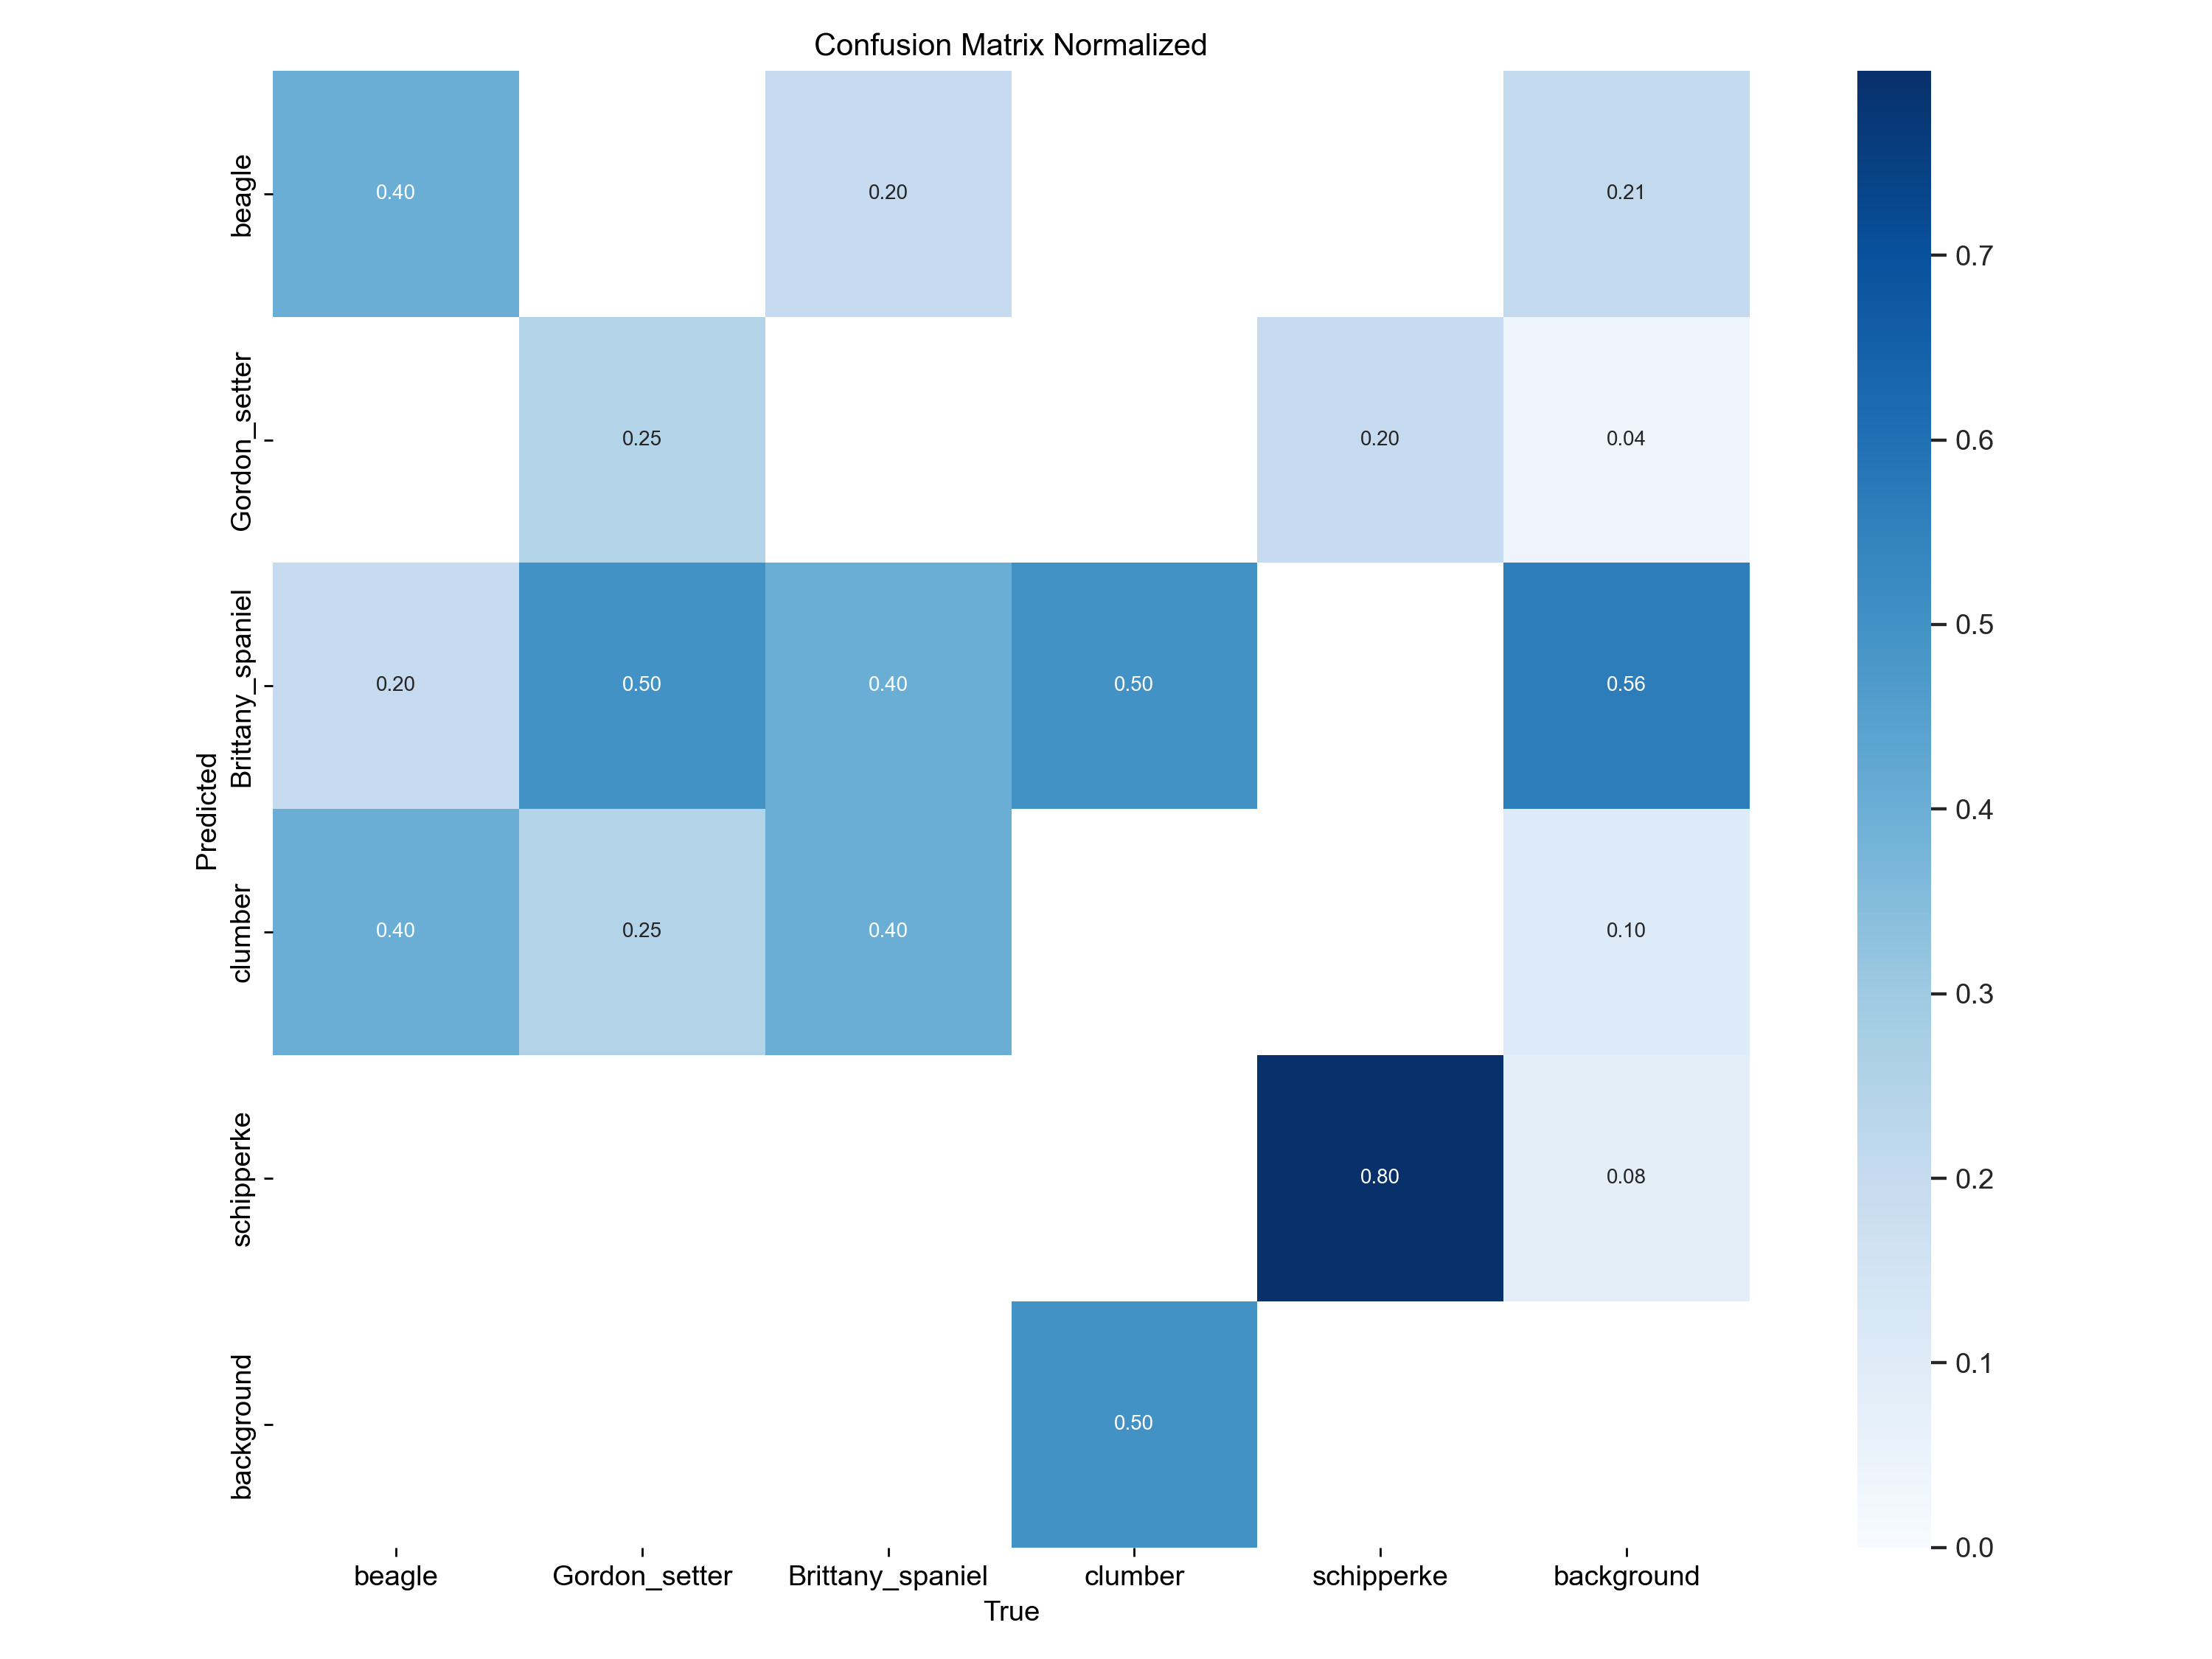 Confusion Matrix Normalized
beagle
0.40
0.20
0.21
Gordon_setter
0.25
0.20
0.04
Brittany_spaniel
0.20
0.50
0.40
0.50
0.56
clumber
0.40
0.25
0.40
0.10
schipperke
0.80
0.08
background
0.50
Predicted
beagle
Gordon_setter
Brittany_spaniel
clumber
schipperke
background
True
0.7
0.6
0.5
0.4
0.3
0.2
0.1
0.0